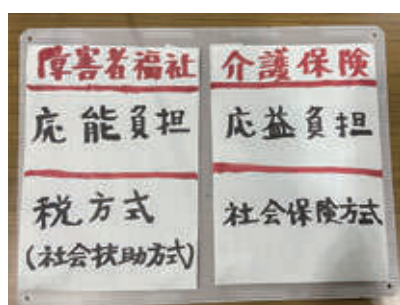 障害者福祉
応能負担
税方式
(社会扶助方式)
介護保険
応益負担
社会保険方式